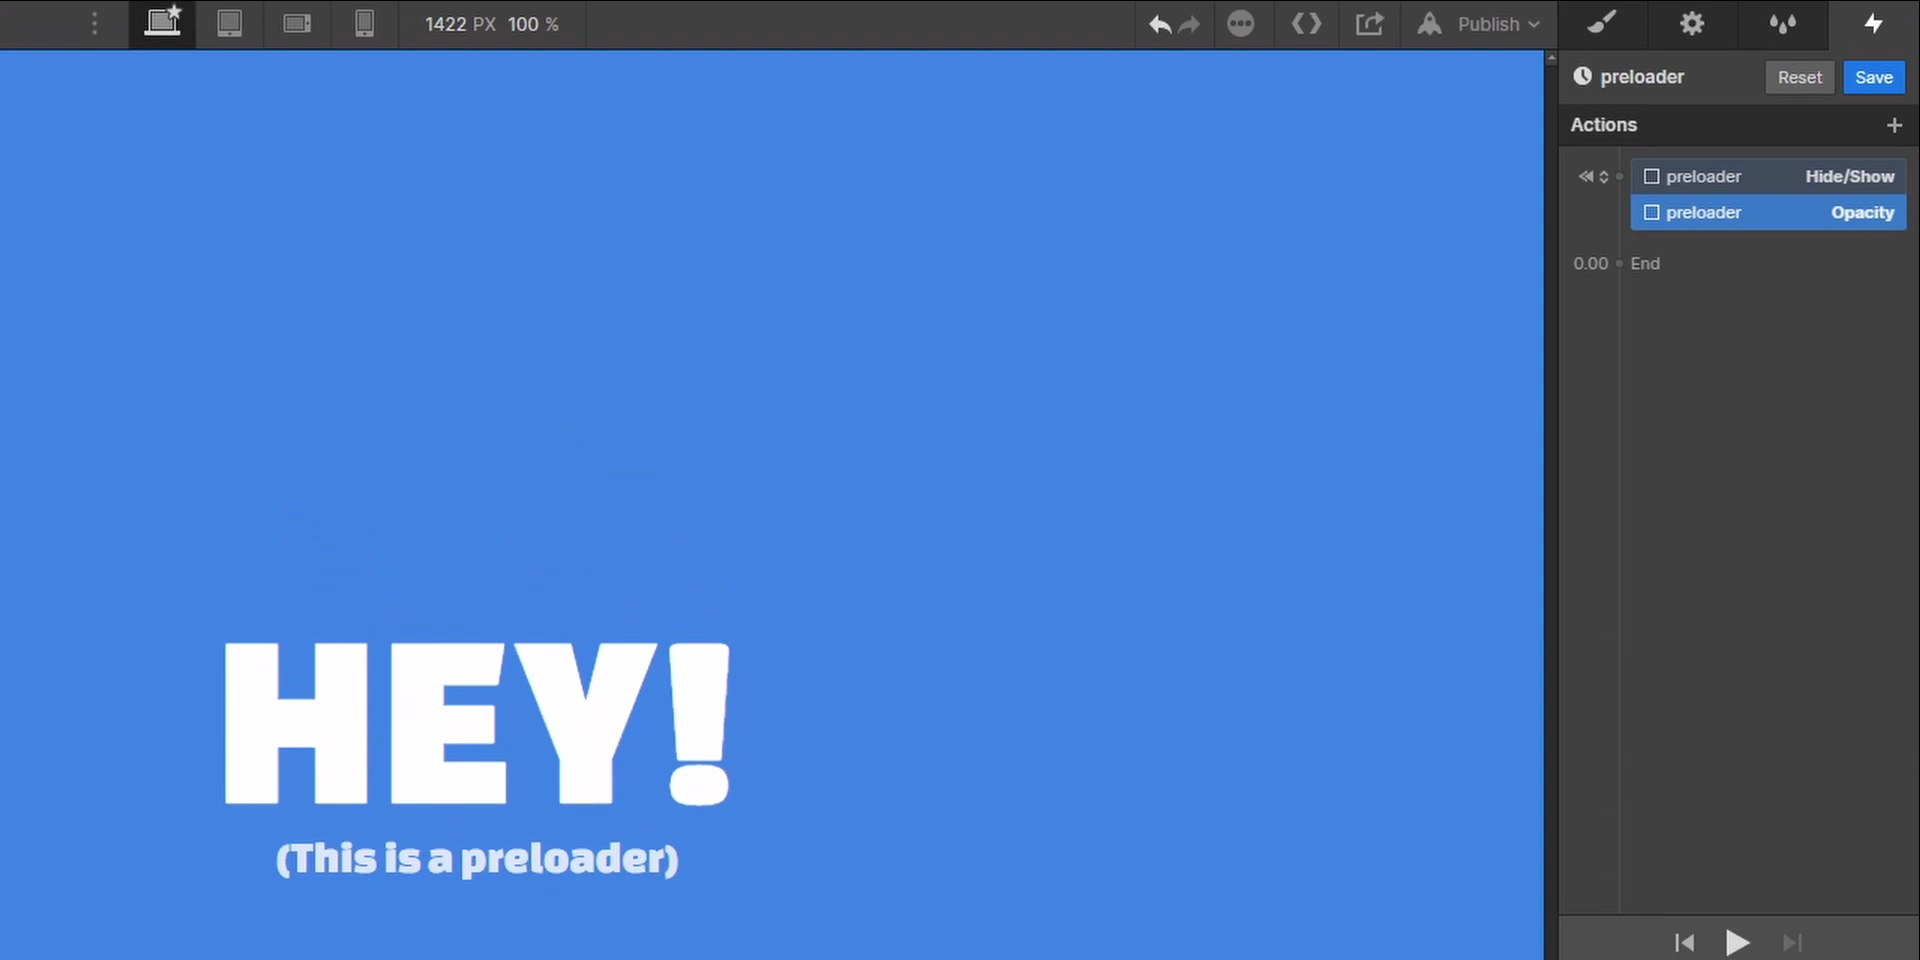 1422 PX 100 %
Publish
preloader
Reset
Save
Actions
preloader Hide/Show
preloader Opacity
0.00 End
HEY!
(This is a preloader)